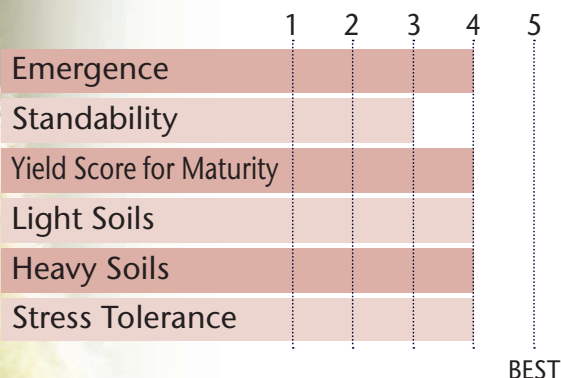 1 2 3 4 5
Emergence
Standability
Yield Score for Maturity
Light Soils
Heavy Soils
Stress Tolerance
BEST